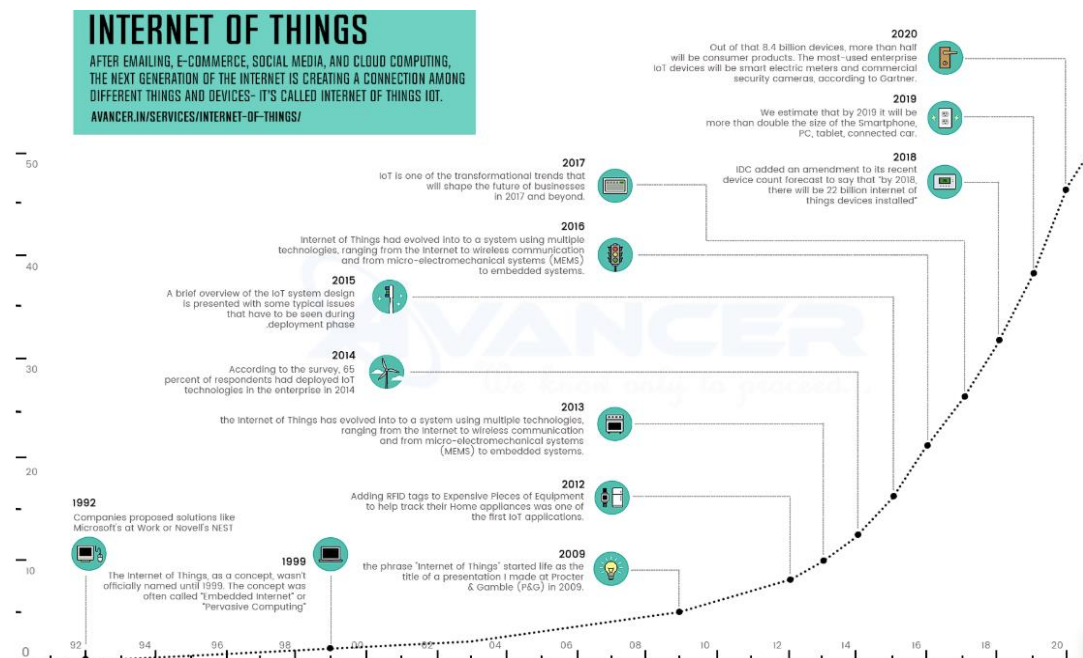 INTERNET OF THINGS
AFTER EMAILING, E-COMMERCE, SOCIAL MEDIA, AND CLOUD COMPUTING,
THE NEXT GENERATION OF THE INTERNET IS CREATING A CONNECTION AMONG
DIFFERENT THINGS AND DEVICES- IT'S CALLED INTERNET OF THINGS IOT.
AVANCER.IN/SERVICES/INTERNET-OF-THINGS/
2020
Out of that 8.4 billion devices, more than half
will be consumer products. The most-used enterprise
IoT devices will be smart electric meters and commercial
security cameras, according to Gartner.
2019
We estimate that by 2019 it will be
more than double the size of the Smartphone,
PC, tablet, connected car.
2018
IDC added an amendment to its recent
device count forecast to say that "by 2018,
there will be 22 billion internet of
things devices installed"
2017
IoT is one of the transformational trends that
will shape the future of businesses
in 2017 and beyond.
2016
Internet of Things had evolved into to a system using multiple
technologies, ranging from the Internet to wireless communication
and from micro-electromechanical systems (MEMS)
to embedded systems.
2015
A brief overview of the IoT system design
is presented with some typical issues
that have to be seen during
.deployment phase
AVANCER
We know only to proceed...
2014
According to the survey, 65
percent of respondents had deployed IoT
technologies in the enterprise in 2014
2013
the Internet of Things has evolved into to a system using multiple technologies,
ranging from the Internet to wireless communication
and from micro-electromechanical systems
(MEMS) to embedded systems.
2012
Adding RFID tags to Expensive Pieces of Equipment
to help track their Home appliances was one of
the first IoT applications.
1992
Companies proposed solutions like
Microsoft's at Work or Novell's NEST
1999
The Internet of Things, as a concept, wasn't
officially named until 1999. The concept was
often called "Embedded Internet" or
"Pervasive Computing"
2009
the phrase "Internet of Things" started life as the
title of a presentation I made at Procter
& Gamble (P&G) in 2009.
50
40
30
20
10
0
92 94 96 98 00 02 04 06 08 10 12 14 16 18 20